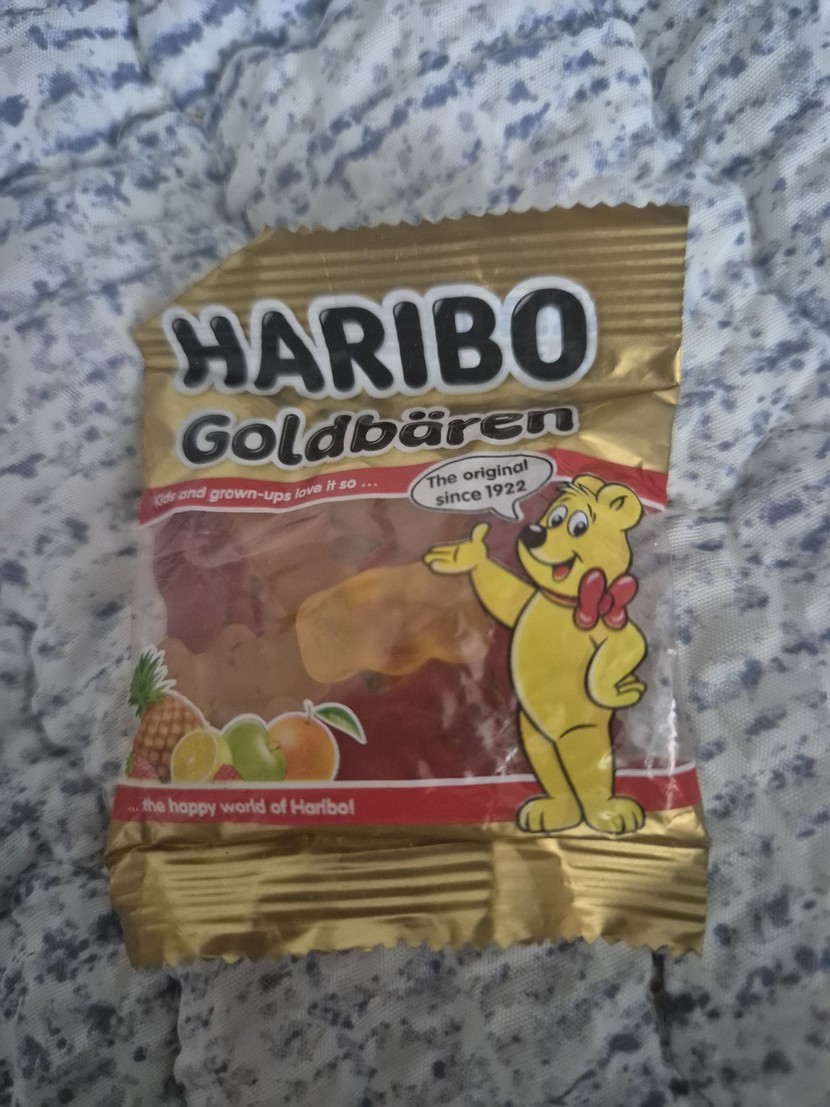 HARIBO
Goldbären
Kids and grown-ups love it so ...
The original
since 1922
... the happy world of Haribo!